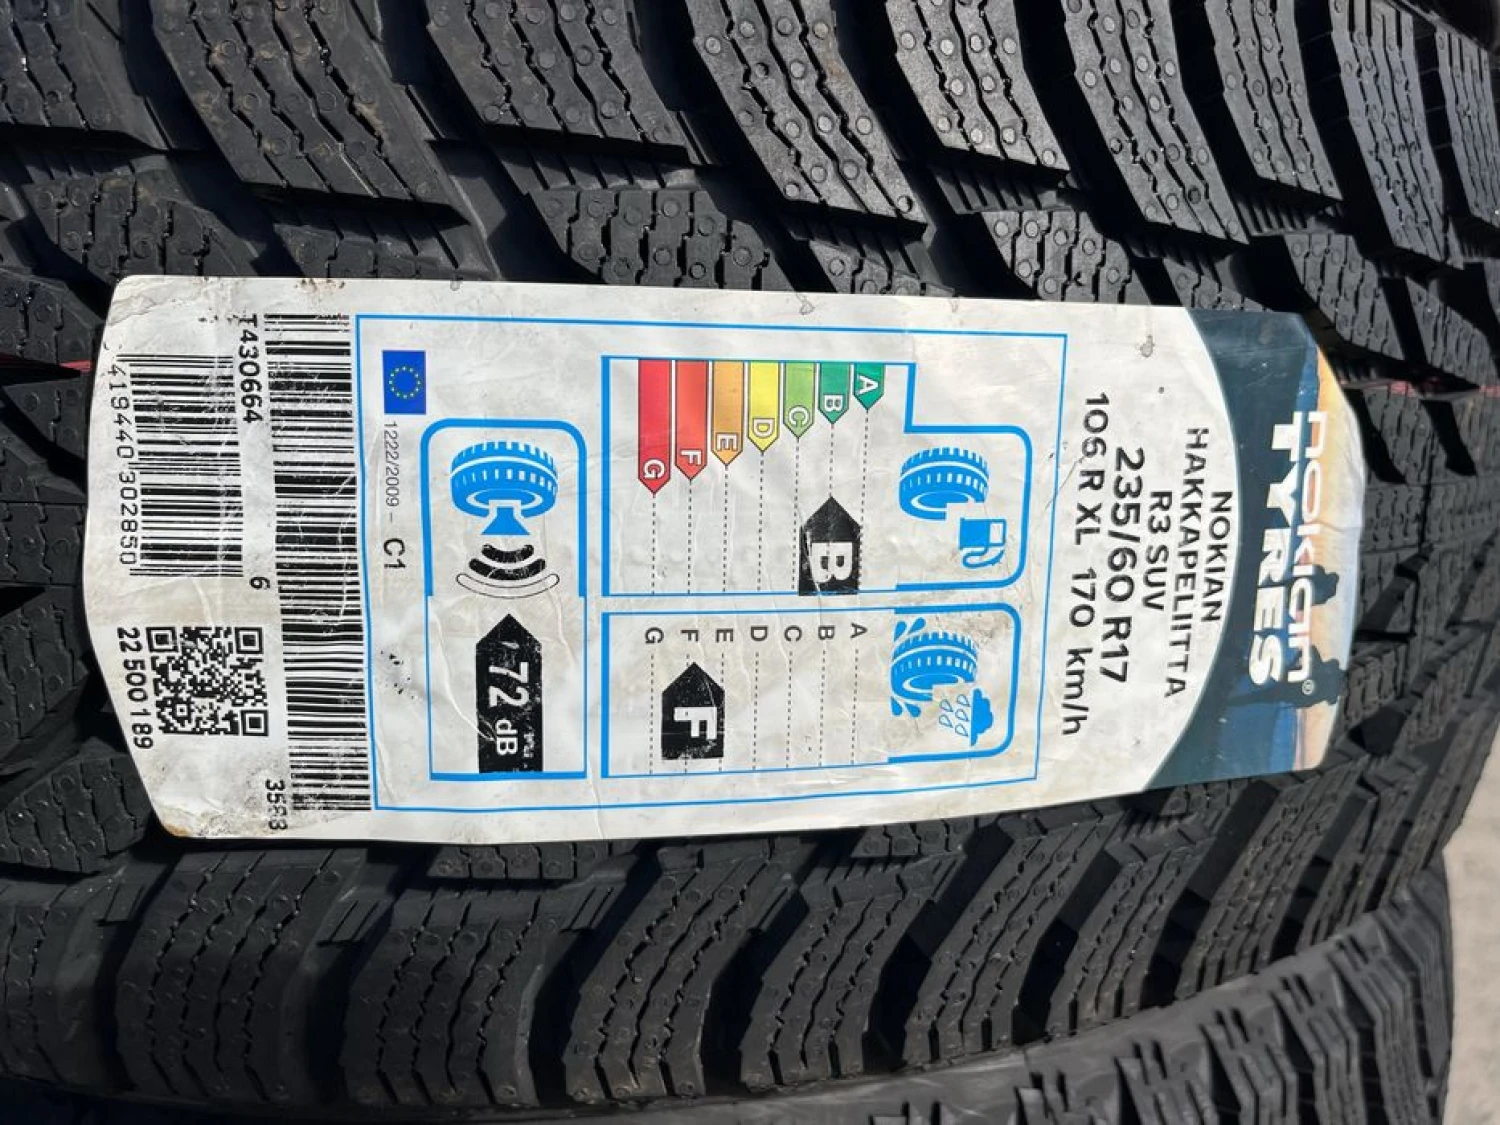 nokian®
TYRES
NOKIAN
HAKKAPELIITTA
R3 SUV
235/60 R17
106 R XL 170 km/h
A
B
C
D
E
F
G
B
A
B
C
D
E
F
G
F
72 dB
1222/2009 - C1
T430664
6
419440 302850
22 500 189